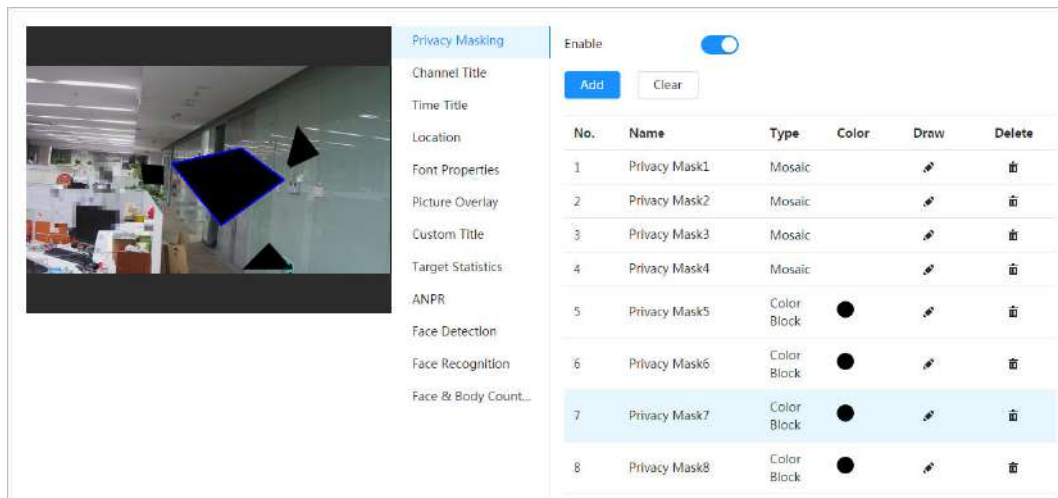 Privacy Masking
Channel Title
Time Title
Location
Font Properties
Picture Overlay
Custom Title
Target Statistics
ANPR
Face Detection
Face Recognition
Face & Body Count...
Enable
Add Clear
No. Name Type Color Draw Delete
1 Privacy Mask1 Mosaic
2 Privacy Mask2 Mosaic
3 Privacy Mask3 Mosaic
4 Privacy Mask4 Mosaic
5 Privacy Mask5 Color
Block
6 Privacy Mask6 Color
Block
7 Privacy Mask7 Color
Block
8 Privacy Mask8 Color
Block